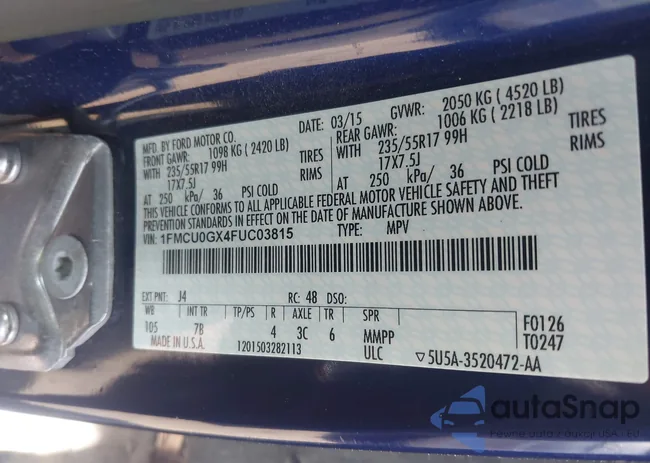 MFD. BY FORD MOTOR CO.
DATE: 03/15 GVWR: 2050 KG (4520 LB)
FRONT GAWR: 1098 KG (2420 LB) REAR GAWR: 1006 KG (2218 LB)
WITH 235/55R17 99H TIRES WITH 235/55R17 99H TIRES
17X7.5J RIMS 17X7.5J RIMS
AT 250 kPa/ 36 PSI COLD AT 250 kPa/ 36 PSI COLD
THIS VEHICLE CONFORMS TO ALL APPLICABLE FEDERAL MOTOR VEHICLE SAFETY AND THEFT
PREVENTION STANDARDS IN EFFECT ON THE DATE OF MANUFACTURE SHOWN ABOVE.
VIN: 1FMCU0GX4FUC03815 TYPE: MPV
EXT PNT: J4 RC: 48 DSO:
WB INT TR TP/PS R AXLE TR SPR
105 7B 4 3C 6 MMPP
F0126
T0247
MADE IN U.S.A. 1201503282113 ULC ▽5U5A-3520472-AA
autaSnap